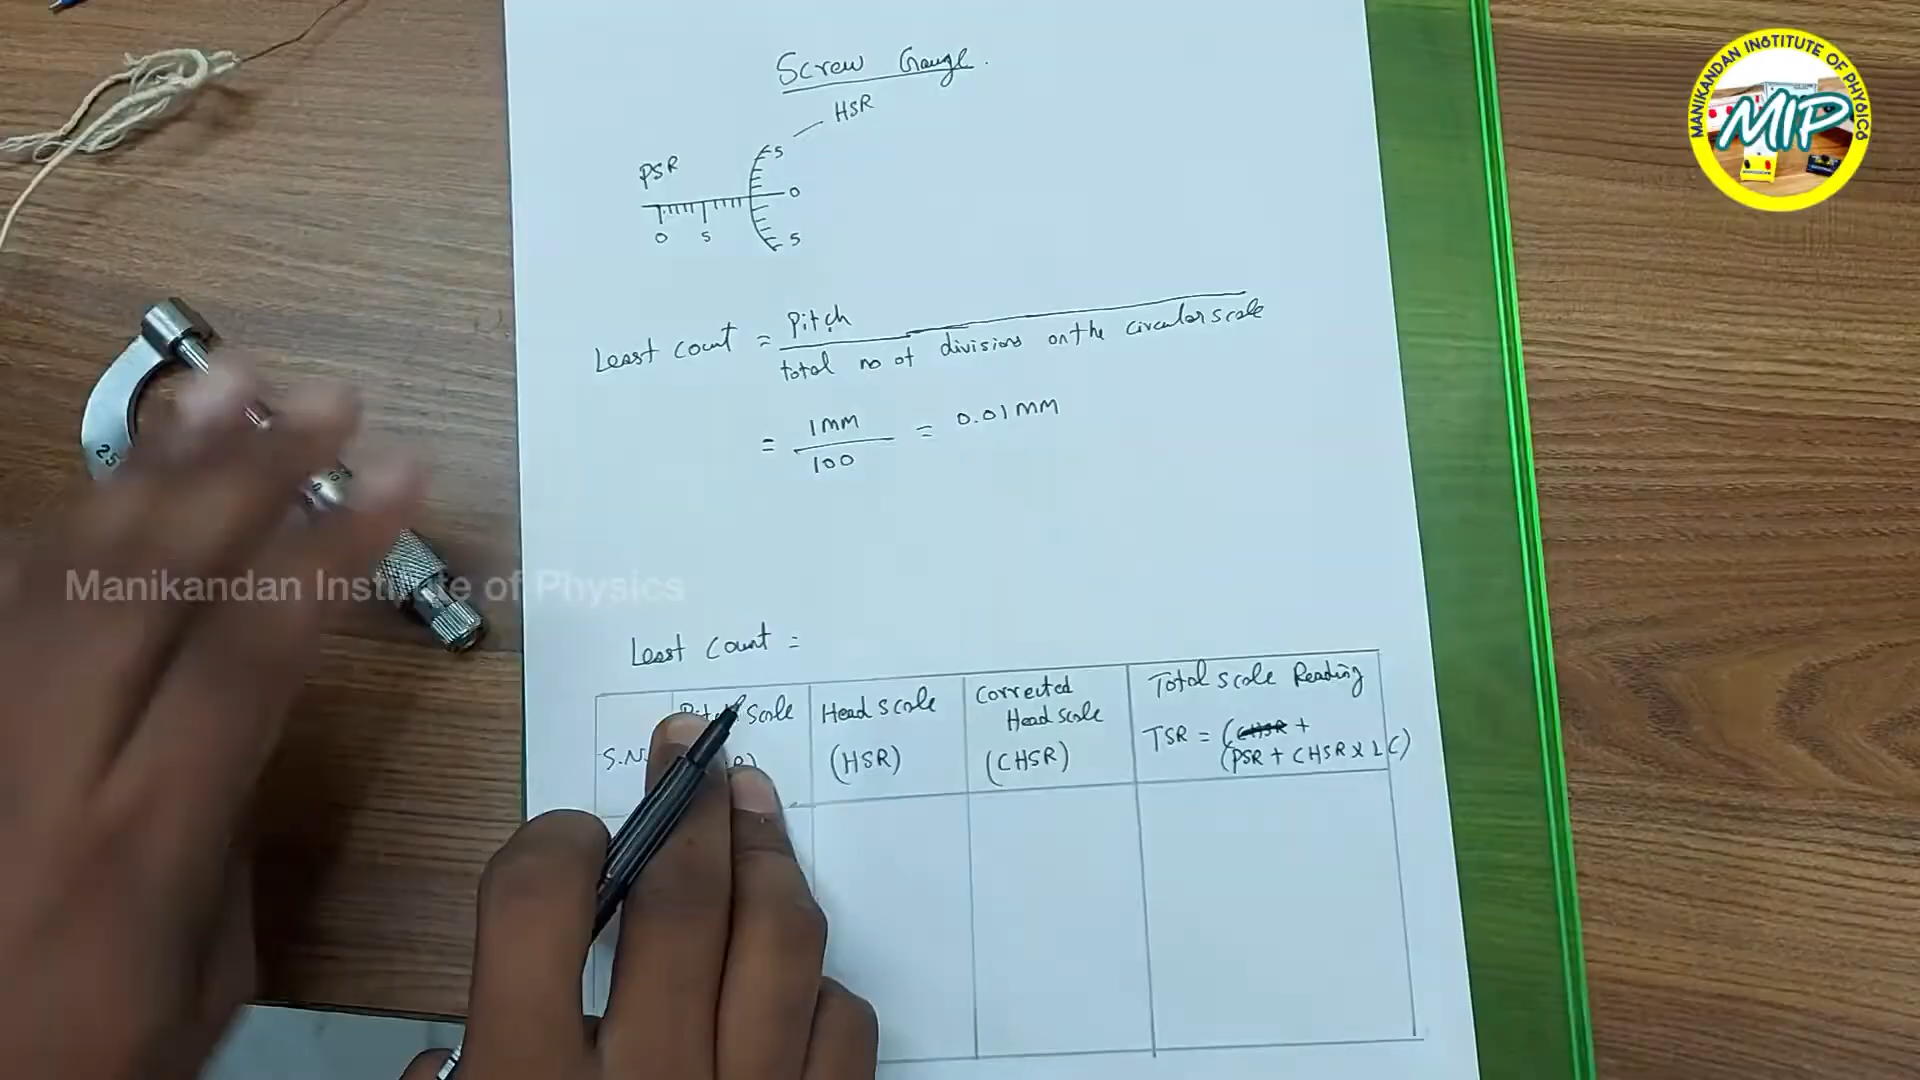 Screw Gauge.
HSR
PSR
5
0
0 5
5
Least count = Pitch
total no of divisions on the circular scale
= 1MM = 0.01MM
100
Least count =
Scale Head scale Corrected Total scale Reading
Head scale
S.N (HSR) (CHSR) TSR = ( +
(PSR + CHSR X LC)
25
Manikandan Institute of Physics
MANIKANDAN INSTITUTE OF PHYSICS
MIP